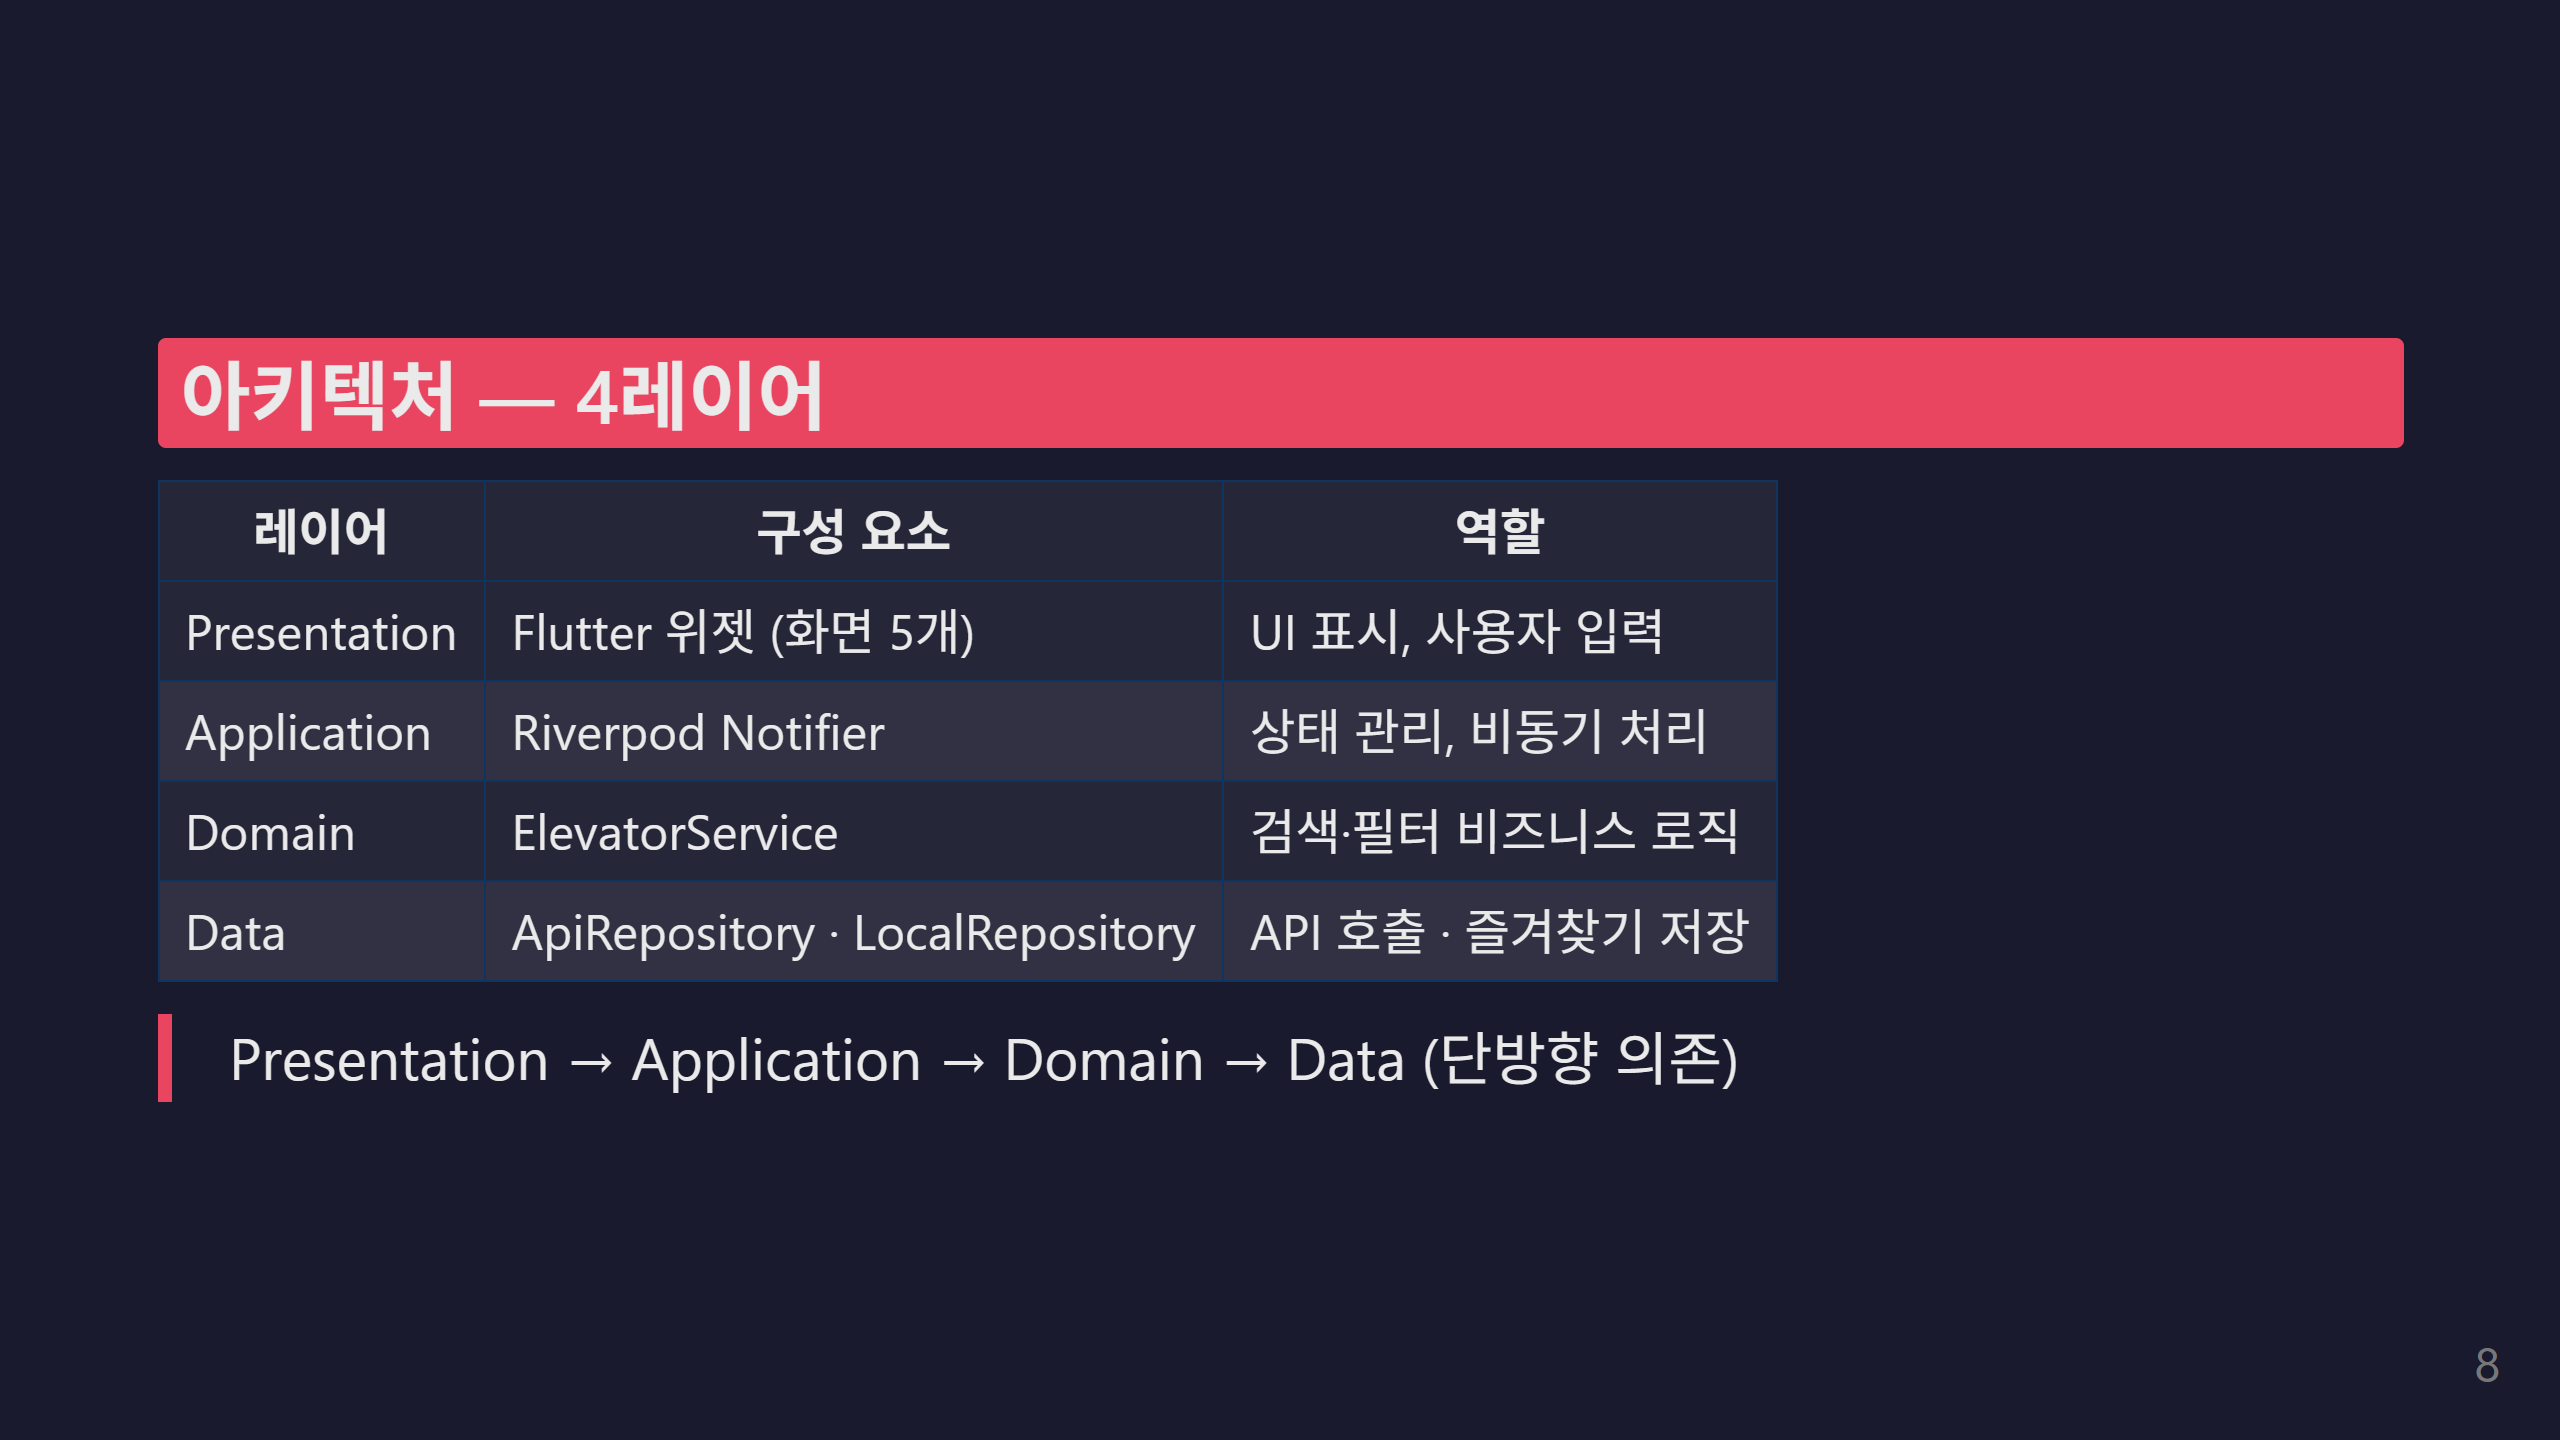 아키텍처 — 4레이어
레이어 구성 요소 역할
Presentation Flutter 위젯 (화면 5개) UI 표시, 사용자 입력
Application Riverpod Notifier 상태 관리, 비동기 처리
Domain ElevatorService 검색·필터 비즈니스 로직
Data ApiRepository · LocalRepository API 호출 · 즐겨찾기 저장
Presentation → Application → Domain → Data (단방향 의존)
8